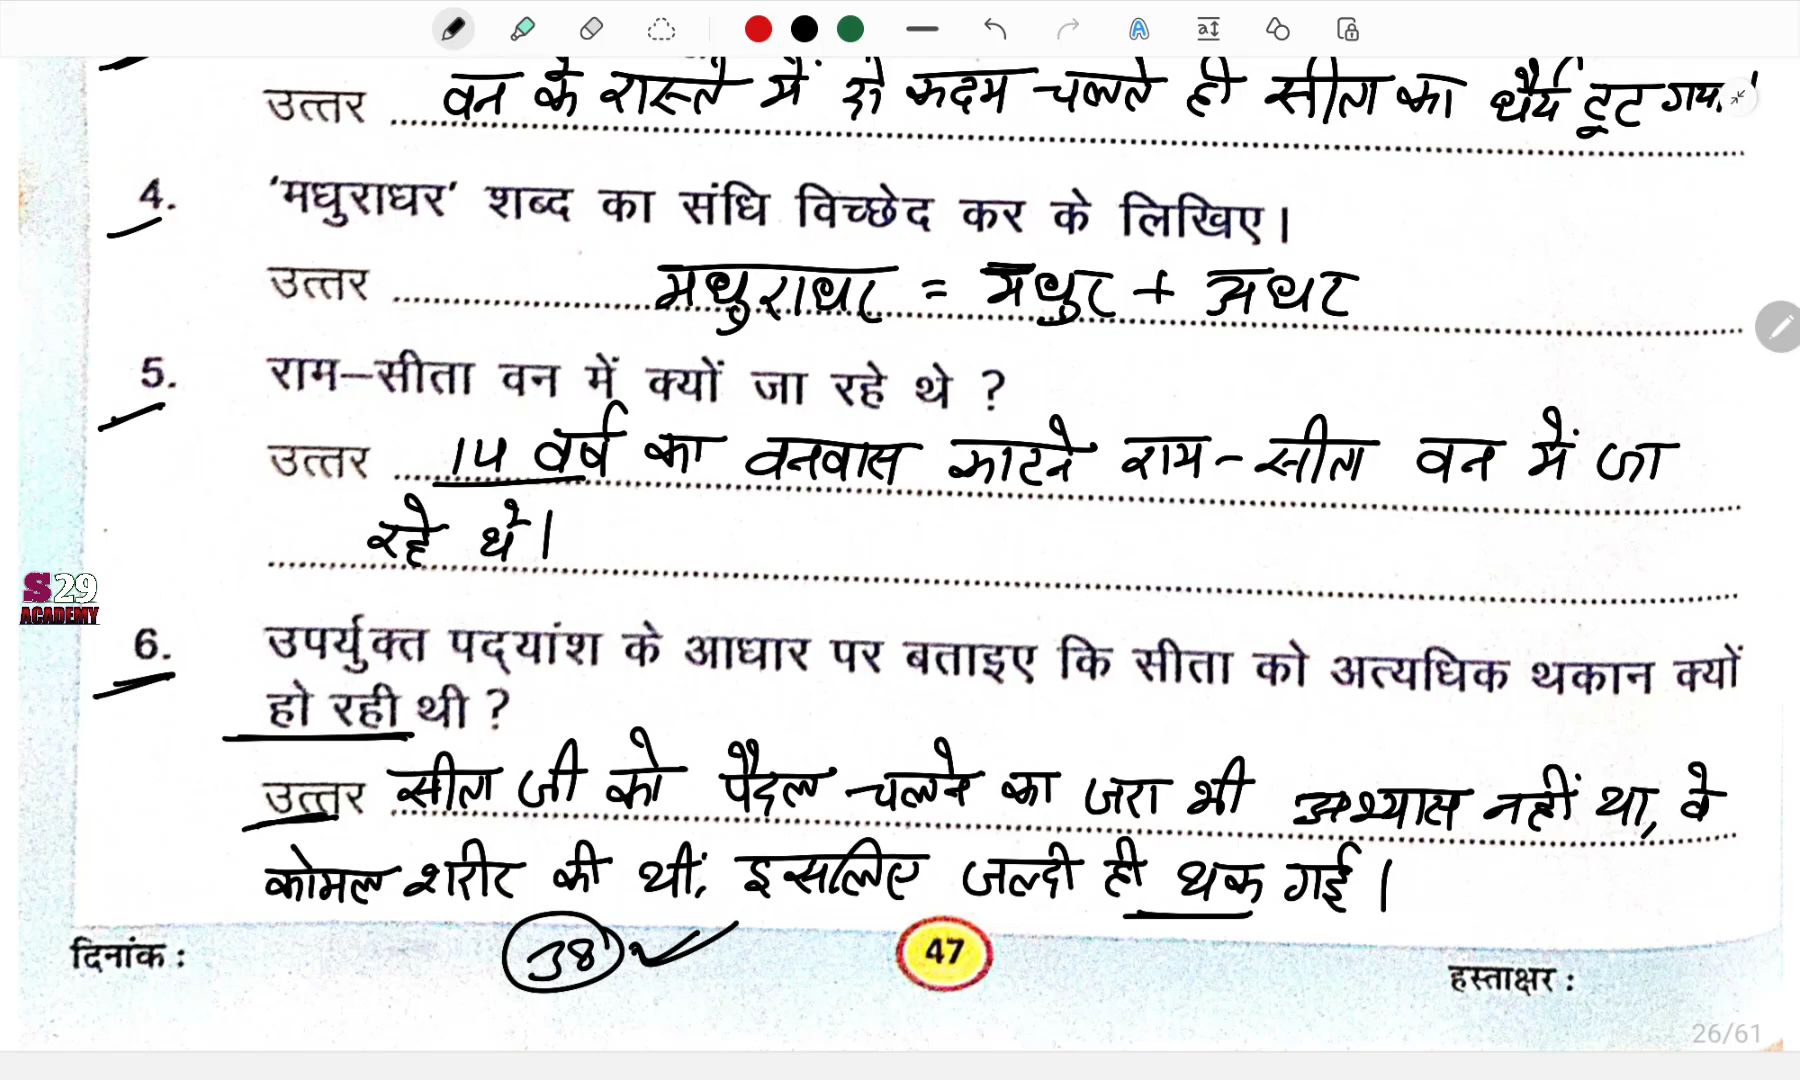 उत्तर वन के रास्ते में दो कदम चलते ही सीता का धैर्य टूट गया
4. 'मधुराधर' शब्द का संधि विच्छेद कर के लिखिए।
उत्तर मधुराधर = मधुर + अधर
5. राम–सीता वन में क्यों जा रहे थे ?
उत्तर 14 वर्ष का वनवास काटने राम-सीता वन में जा
रहे थे।
S29
ACADEMY
6. उपर्युक्त पद्यांश के आधार पर बताइए कि सीता को अत्यधिक थकान क्यों
हो रही थी ?
उत्तर सीता जी को पैदल चलने का जरा भी अभ्यास नहीं था, वे
कोमल शरीर की थीं, इसलिए जल्दी ही थक गई।
दिनांक : 38 47 हस्ताक्षर :
26/61